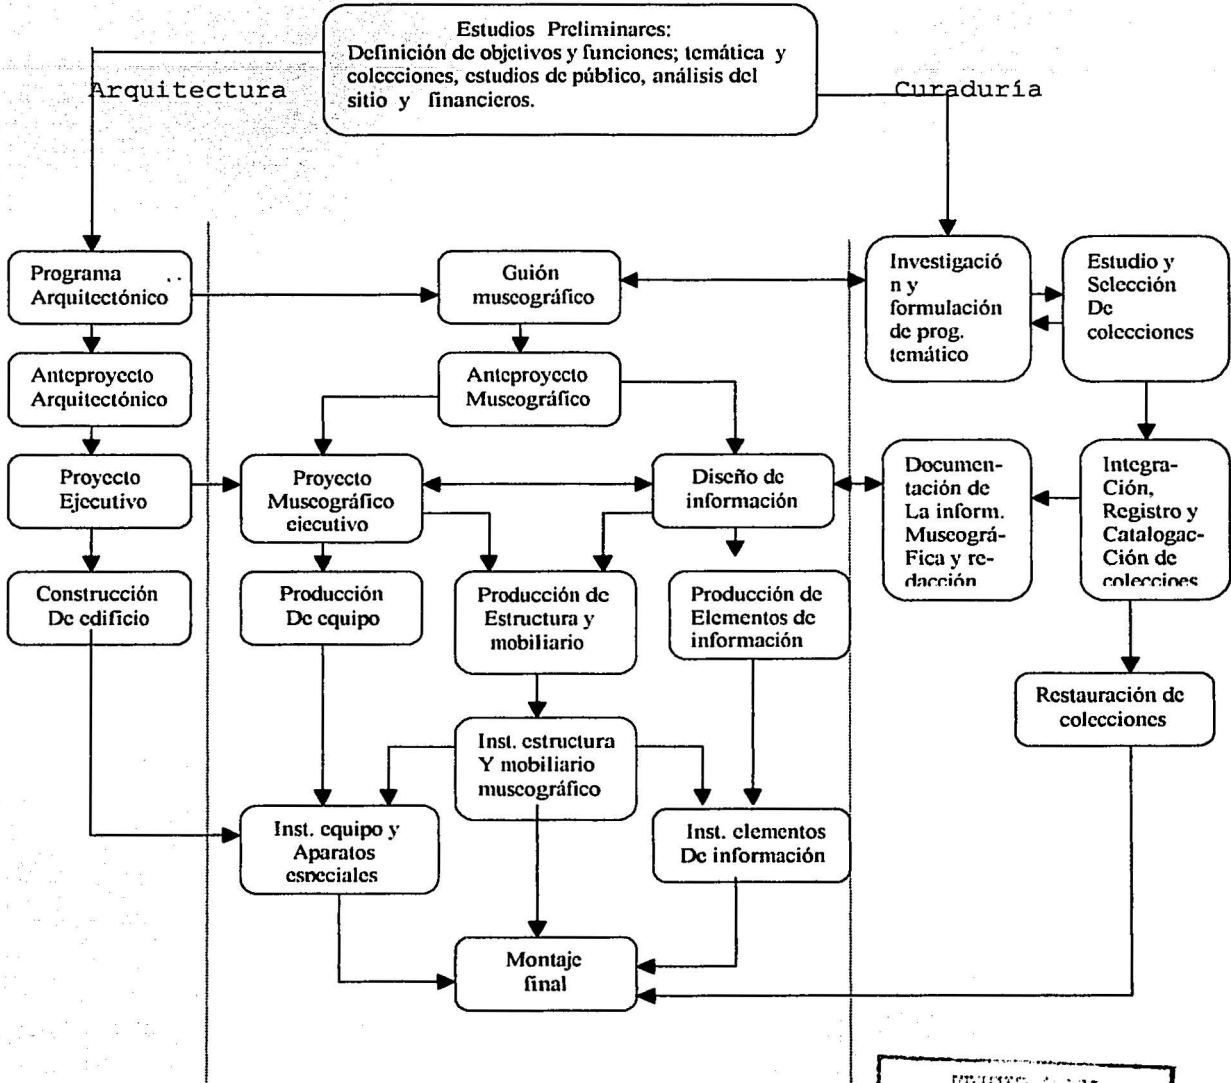 Estudios Preliminares:
Definición de objetivos y funciones; temática y
colecciones, estudios de público, análisis del
sitio y financieros.
Arquitectura
Curaduría
Programa
Arquitectónico
Guión
museográfico
Investigació
n y
formulación
de prog.
temático
Estudio y
Selección
De
colecciones
Anteproyecto
Arquitectónico
Anteproyecto
Museográfico
Proyecto
Ejecutivo
Proyecto
Museográfico
ejecutivo
Diseño de
información
Documen-
tación de
La inform.
Museográ-
Fica y re-
dacción
Integra-
Ción,
Registro y
Catalogac-
Ción de
coleccioes
Construcción
De edificio
Producción
De equipo
Producción de
Estructura y
mobiliario
Producción de
Elementos de
información
Restauración de
colecciones
Inst. estructura
Y mobiliario
museográfico
Inst. equipo y
Aparatos
especiales
Inst. elementos
De información
Montaje
final